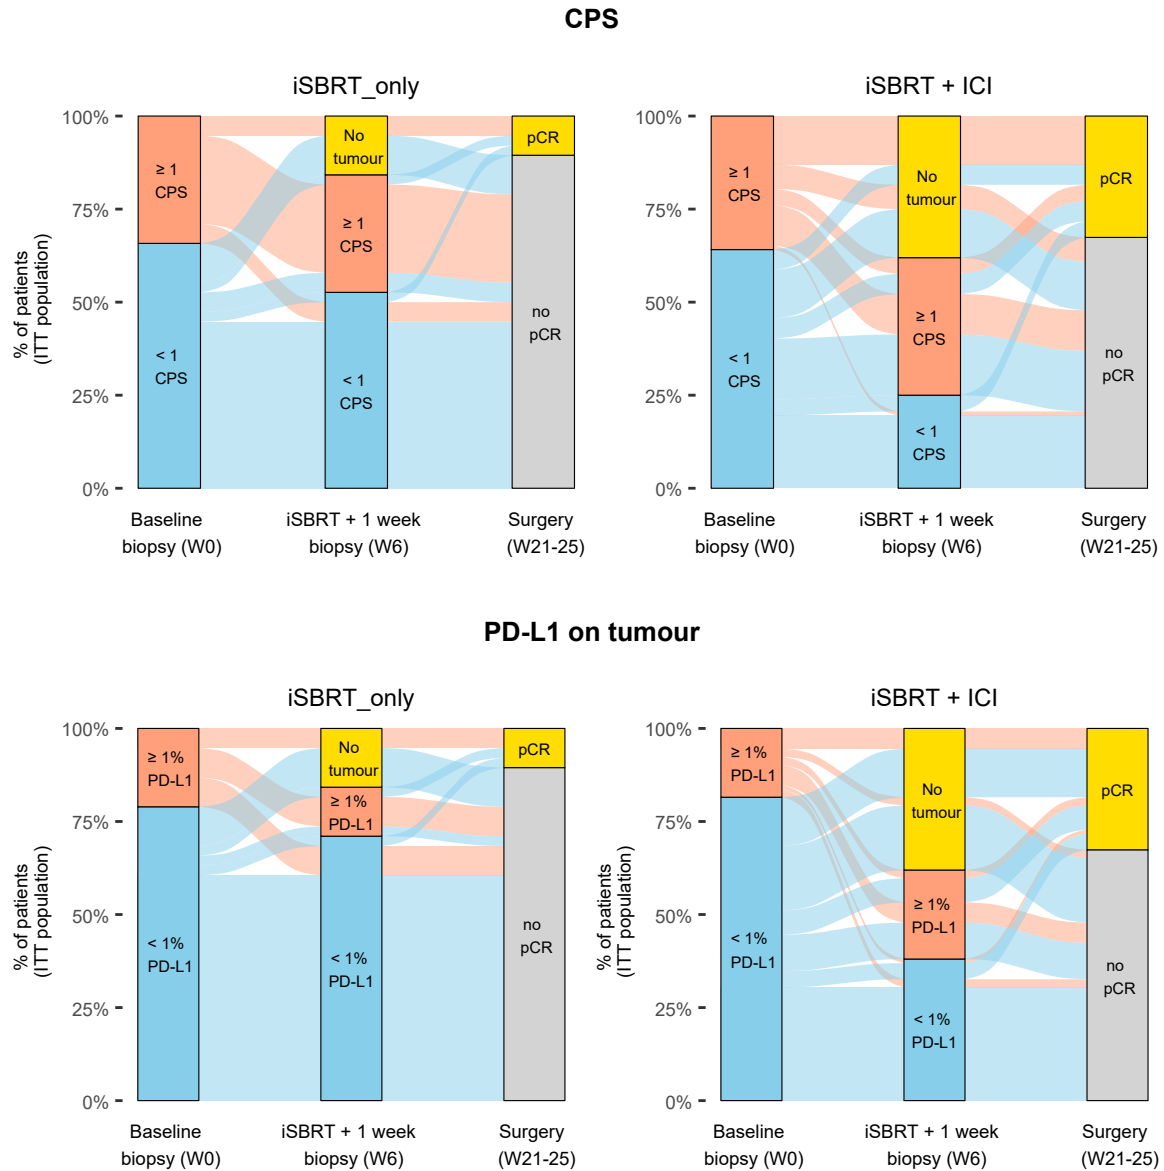 CPS
iSBRT_only
iSBRT + ICI
% of patients
(ITT population)
100%
75%
50%
25%
0%
≥ 1
CPS
< 1
CPS
No
tumour
≥ 1
CPS
< 1
CPS
pCR
no
pCR
Baseline
biopsy (W0)
iSBRT + 1 week
biopsy (W6)
Surgery
(W21-25)
100%
75%
50%
25%
0%
≥ 1
CPS
< 1
CPS
No
tumour
≥ 1
CPS
< 1
CPS
pCR
no
pCR
Baseline
biopsy (W0)
iSBRT + 1 week
biopsy (W6)
Surgery
(W21-25)
PD-L1 on tumour
iSBRT_only
iSBRT + ICI
% of patients
(ITT population)
100%
75%
50%
25%
0%
≥ 1%
PD-L1
< 1%
PD-L1
No
tumour
≥ 1%
PD-L1
< 1%
PD-L1
pCR
no
pCR
Baseline
biopsy (W0)
iSBRT + 1 week
biopsy (W6)
Surgery
(W21-25)
% of patients
(ITT population)
100%
75%
50%
25%
0%
≥ 1%
PD-L1
< 1%
PD-L1
No
tumour
≥ 1%
PD-L1
< 1%
PD-L1
pCR
no
pCR
Baseline
biopsy (W0)
iSBRT + 1 week
biopsy (W6)
Surgery
(W21-25)